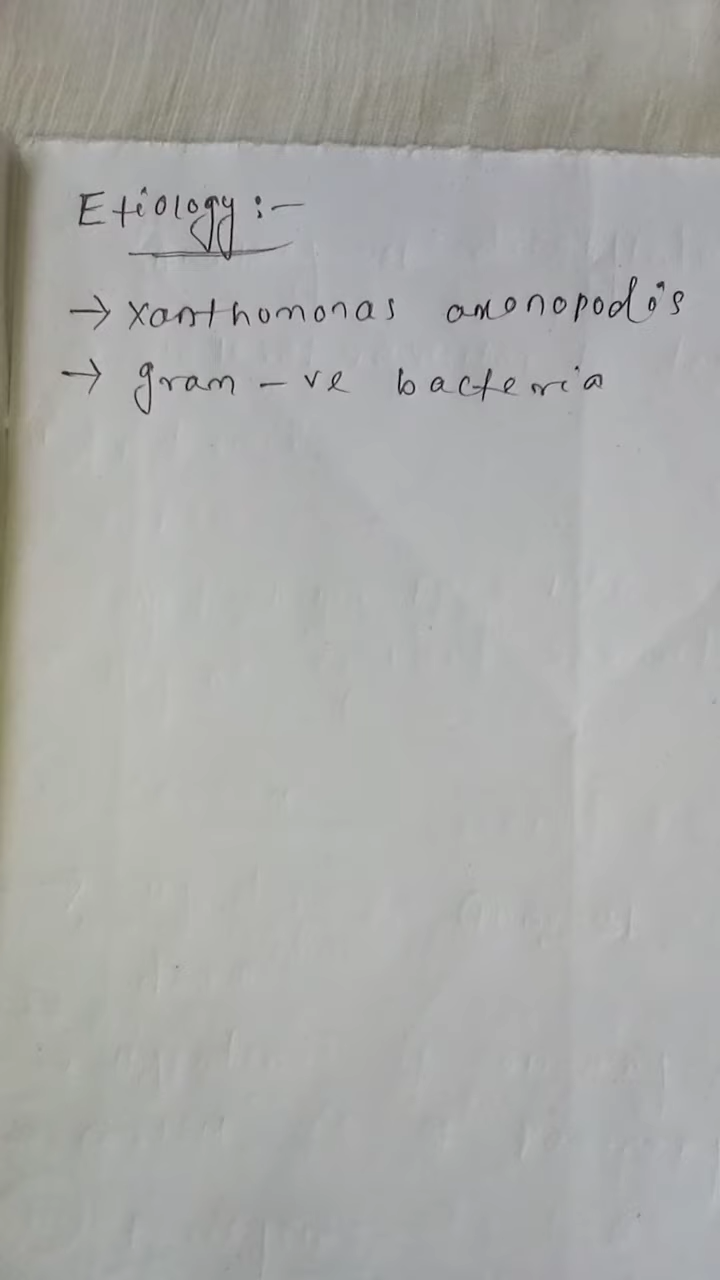 Etiology :-
→ xanthomonas axonopodis
→ gram -ve bacteria